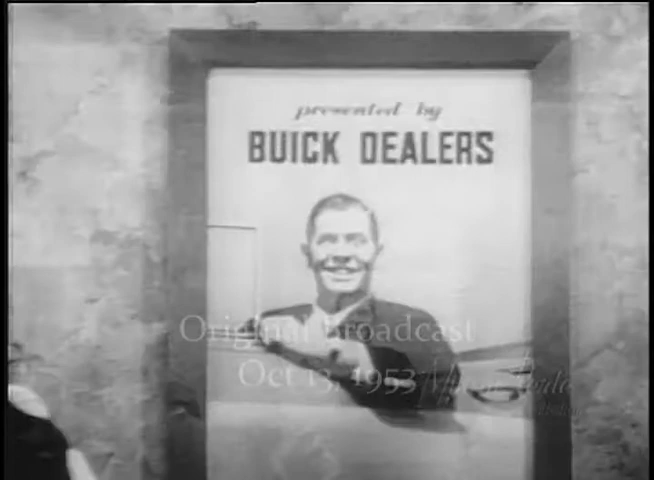 presented by
BUICK DEALERS
Original Broadcast
Oct 13, 1953